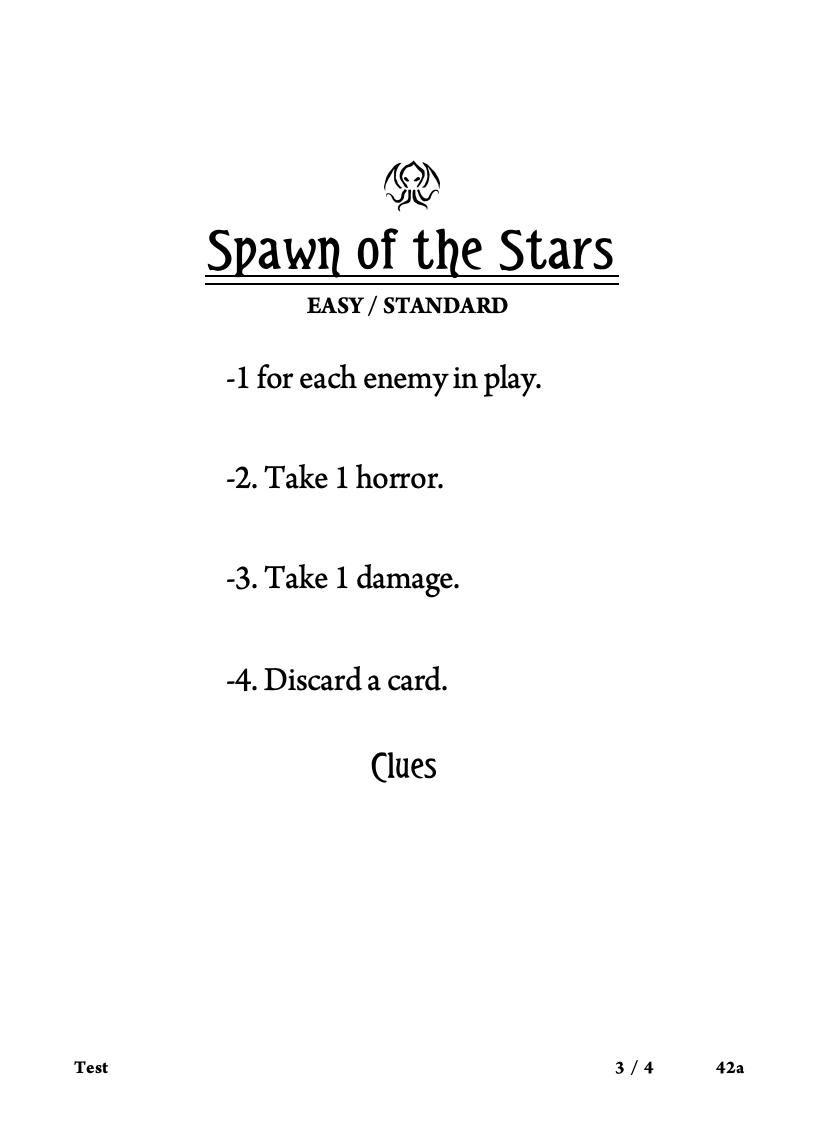 Spawn of the Stars
EASY / STANDARD
-1 for each enemy in play.
-2. Take 1 horror.
-3. Take 1 damage.
-4. Discard a card.
Clues
Test 3 / 4 42a